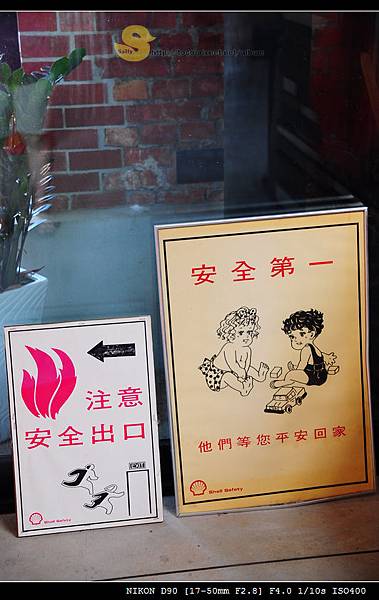 Sally
安全第一
他們等您平安回家
Shell Safety
注意
安全出口
Shell Safety
NIKON D90 [17-50mm F2.8] F4.0 1/10s ISO400